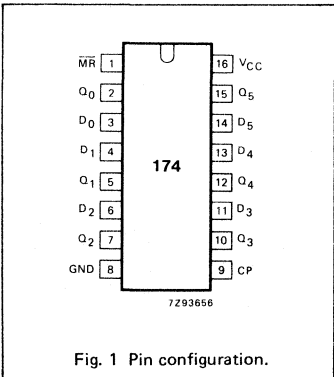 M̅R̅ 1 16 VCC
Q0 2 15 Q5
D0 3 14 D5
D1 4 13 D4
174
Q1 5 12 Q4
D2 6 11 D3
Q2 7 10 Q3
GND 8 9 CP
7Z93656
Fig. 1 Pin configuration.